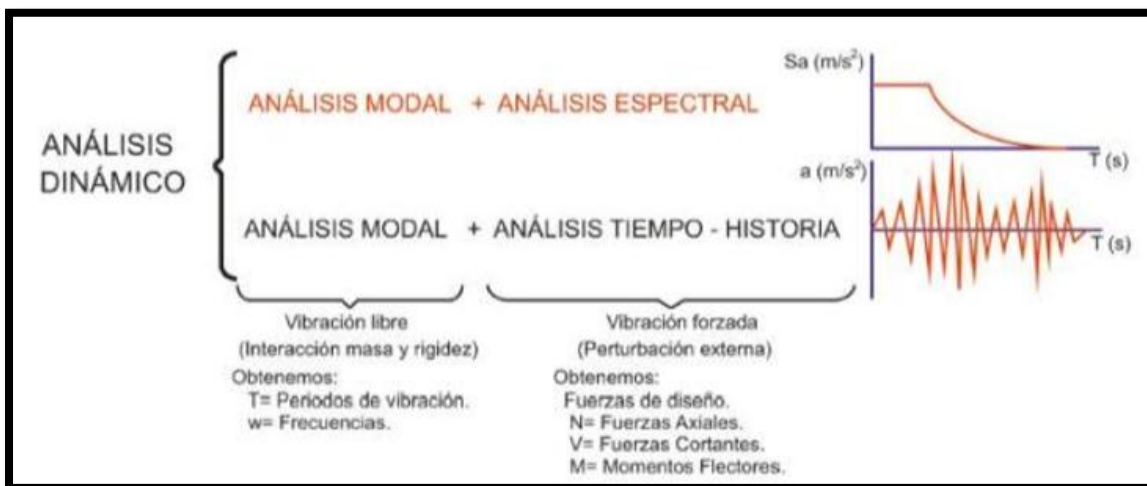 ANÁLISIS
DINÁMICO
ANÁLISIS MODAL + ANÁLISIS ESPECTRAL
Sa (m/s²)
T (s)
ANÁLISIS MODAL + ANÁLISIS TIEMPO - HISTORIA
a (m/s²)
T (s)
Vibración libre
(Interacción masa y rigidez)
Obtenemos:
T= Periodos de vibración.
w= Frecuencias.
Vibración forzada
(Perturbación externa)
Obtenemos:
Fuerzas de diseño.
N= Fuerzas Axiales.
V= Fuerzas Cortantes.
M= Momentos Flectores.